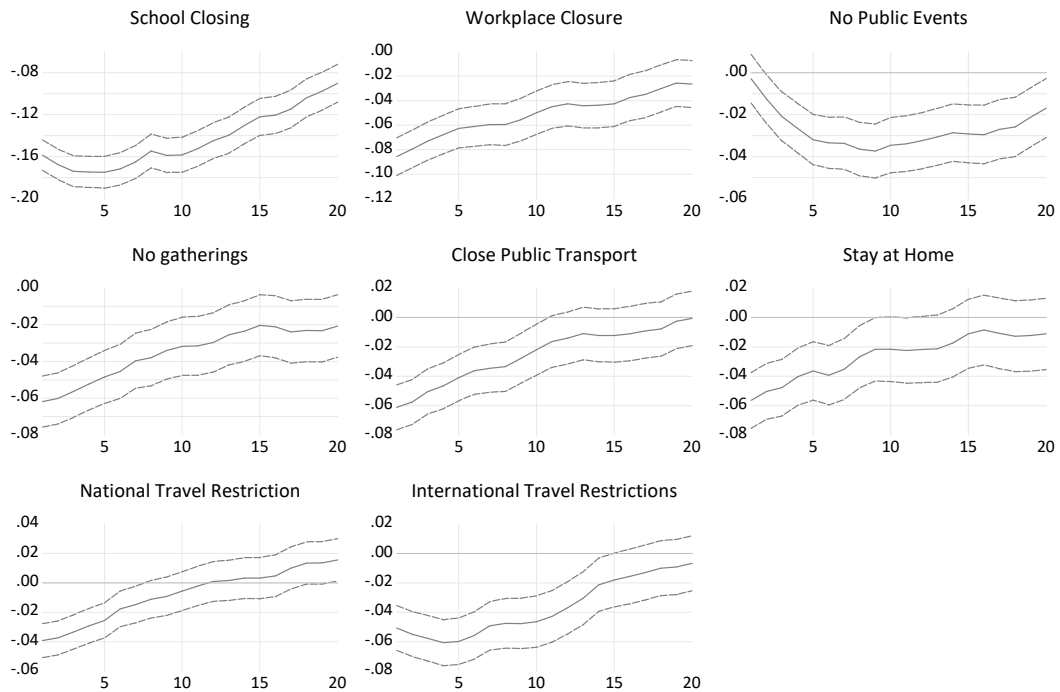 School Closing
-.08
-.12
-.16
-.20
5 10 15 20
Workplace Closure
.00
-.02
-.04
-.06
-.08
-.10
-.12
5 10 15 20
No Public Events
.00
-.02
-.04
-.06
5 10 15 20
No gatherings
.00
-.02
-.04
-.06
-.08
5 10 15 20
Close Public Transport
.02
.00
-.02
-.04
-.06
-.08
5 10 15 20
Stay at Home
.02
.00
-.02
-.04
-.06
-.08
5 10 15 20
National Travel Restriction
.04
.02
.00
-.02
-.04
-.06
5 10 15 20
International Travel Restrictions
.02
.00
-.02
-.04
-.06
-.08
5 10 15 20